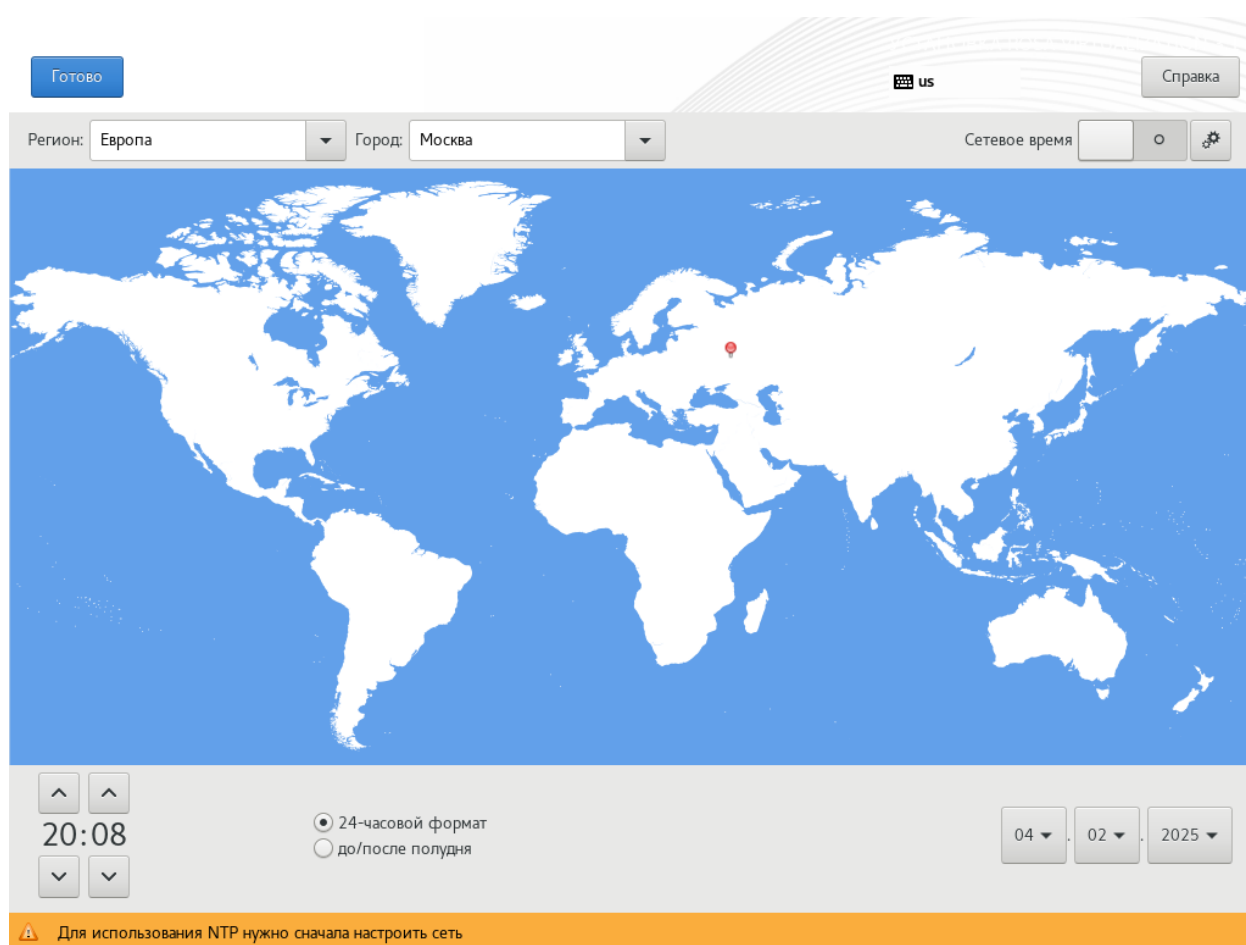 Готово
us
Справка
Регион: Европа Город: Москва Сетевое время
20:08
24-часовой формат
до/после полудня
04 . 02 . 2025
Для использования NTP нужно сначала настроить сеть